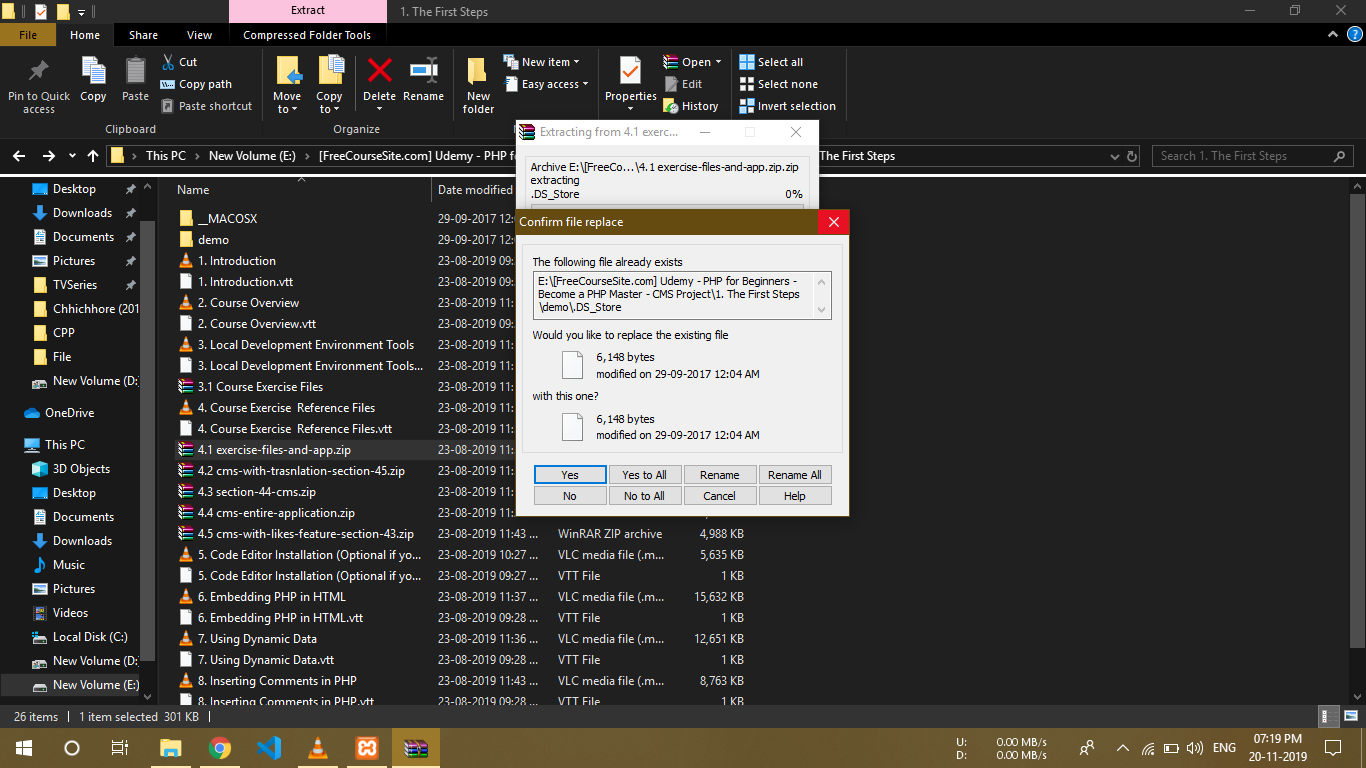 Extract
1. The First Steps
File
Home
Share
View
Compressed Folder Tools
Pin to Quick access
Copy
Paste
Cut
Copy path
Paste shortcut
Clipboard
Move to
Copy to
Delete
Rename
Organize
New folder
New item
Easy access
Properties
Open
Edit
History
Select all
Select none
Invert selection
This PC
New Volume (E:)
[FreeCourseSite.com] Udemy - PHP fo
The First Steps
Search 1. The First Steps
Desktop
Downloads
Documents
Pictures
TVSeries
Chhichhore (201
CPP
File
New Volume (D:
OneDrive
This PC
3D Objects
Desktop
Documents
Downloads
Music
Pictures
Videos
Local Disk (C:)
New Volume (D:
New Volume (E:)
Name
Date modified
__MACOSX 29-09-2017 12:0
demo 29-09-2017 12:0
1. Introduction 23-08-2019 09:
1. Introduction.vtt 23-08-2019 09:
2. Course Overview 23-08-2019 11:
2. Course Overview.vtt 23-08-2019 09:
3. Local Development Environment Tools 23-08-2019 11:
3. Local Development Environment Tools... 23-08-2019 09:
3.1 Course Exercise Files 23-08-2019 11:
4. Course Exercise  Reference Files 23-08-2019 11:
4. Course Exercise  Reference Files.vtt 23-08-2019 09:
4.1 exercise-files-and-app.zip 23-08-2019 11:
4.2 cms-with-trasnlation-section-45.zip 23-08-2019 11:
4.3 section-44-cms.zip 23-08-2019 11:
4.4 cms-entire-application.zip 23-08-2019 11:
4.5 cms-with-likes-feature-section-43.zip 23-08-2019 11:43 ... WinRAR ZIP archive 4,988 KB
5. Code Editor Installation (Optional if yo... 23-08-2019 10:27 ... VLC media file (.m... 5,635 KB
5. Code Editor Installation (Optional if yo... 23-08-2019 09:27 ... VTT File 1 KB
6. Embedding PHP in HTML 23-08-2019 11:37 ... VLC media file (.m... 15,632 KB
6. Embedding PHP in HTML.vtt 23-08-2019 09:28 ... VTT File 1 KB
7. Using Dynamic Data 23-08-2019 11:36 ... VLC media file (.m... 12,651 KB
7. Using Dynamic Data.vtt 23-08-2019 09:28 ... VTT File 1 KB
8. Inserting Comments in PHP 23-08-2019 11:43 ... VLC media file (.m... 8,763 KB
8. Inserting Comments in PHP.vtt 23-08-2019 09:28 ... VTT File 1 KB
Extracting from 4.1 exerc...
Archive E:\[FreeCo...\4.1 exercise-files-and-app.zip.zip
extracting
.DS_Store 0%
Confirm file replace
The following file already exists
E:\[FreeCourseSite.com] Udemy - PHP for Beginners -
Become a PHP Master - CMS Project\1. The First Steps
\demo\.DS_Store
Would you like to replace the existing file
6,148 bytes
modified on 29-09-2017 12:04 AM
with this one?
6,148 bytes
modified on 29-09-2017 12:04 AM
Yes
Yes to All
Rename
Rename All
No
No to All
Cancel
Help
26 items
1 item selected 301 KB
U: 0.00 MB/s
D: 0.00 MB/s
ENG
07:19 PM
20-11-2019